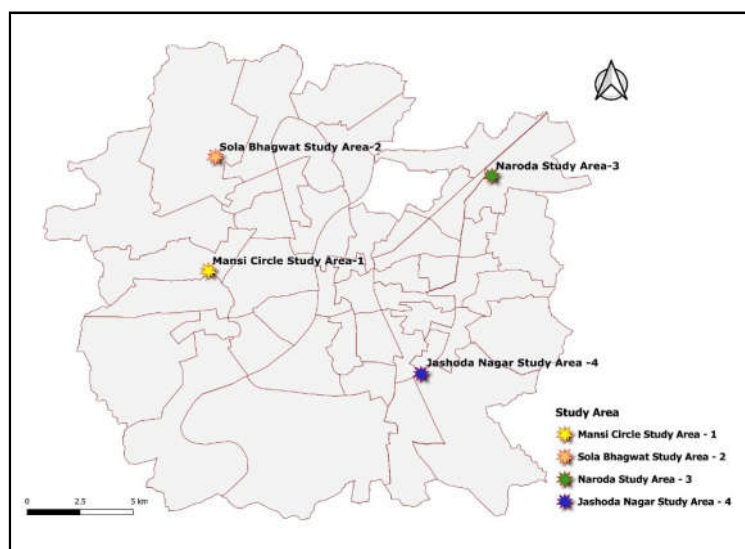 Sola Bhagwat Study Area-2
Naroda Study Area-3
Mansi Circle Study Area-1
Jashoda Nagar Study Area -4
Study Area
Mansi Circle Study Area - 1
Sola Bhagwat Study Area - 2
Naroda Study Area - 3
Jashoda Nagar Study Area - 4
0 2.5 5 km